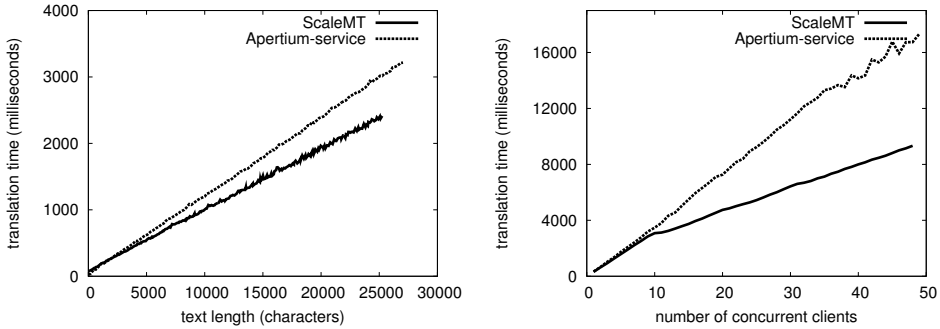 4000
3000
2000
1000
0
0 5000 10000 15000 20000 25000 30000
translation time (milliseconds)
text length (characters)
ScaleMT
Apertium-service
16000
12000
8000
4000
0
0 10 20 30 40 50
translation time (milliseconds)
number of concurrent clients
ScaleMT
Apertium-service